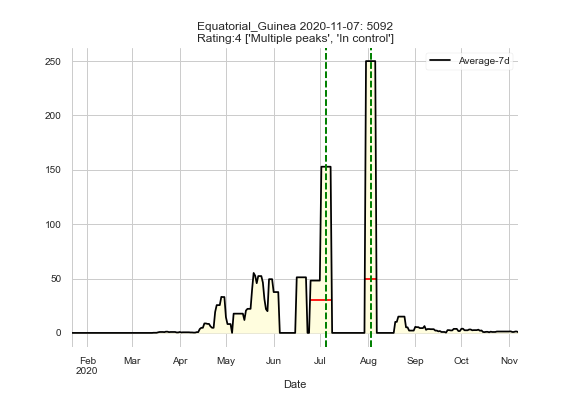 Equatorial_Guinea 2020-11-07: 5092
Rating:4 ['Multiple peaks', 'In control']
Average-7d
250
200
150
100
50
0
Feb Mar Apr May Jun Jul Aug Sep Oct Nov
2020
Date